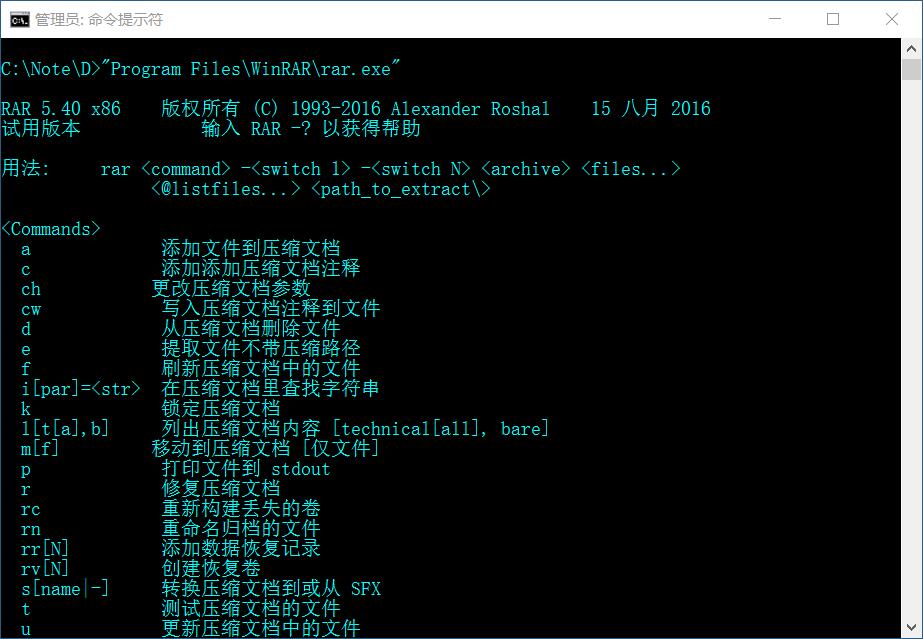 管理员: 命令提示符
C:\Note\D>"Program Files\WinRAR\rar.exe"
RAR 5.40 x86    版权所有 (C) 1993-2016 Alexander Roshal    15 八月 2016
试用版本            输入 RAR -? 以获得帮助
用法:     rar <command> -<switch 1> -<switch N> <archive> <files...>
<@listfiles...> <path_to_extract\>
<Commands>
a             添加文件到压缩文档
c             添加添加压缩文档注释
ch           更改压缩文档参数
cw            写入压缩文档注释到文件
d             从压缩文档删除文件
e             提取文件不带压缩路径
f             刷新压缩文档中的文件
i[par]=<str>  在压缩文档里查找字符串
k             锁定压缩文档
l[t[a],b]     列出压缩文档内容 [technical[all], bare]
m[f]         移动到压缩文档 [仅文件]
p             打印文件到 stdout
r             修复压缩文档
rc            重新构建丢失的卷
rn            重命名归档的文件
rr[N]         添加数据恢复记录
rv[N]         创建恢复卷
s[name|-]     转换压缩文档到或从 SFX
t             测试压缩文档的文件
u             更新压缩文档中的文件